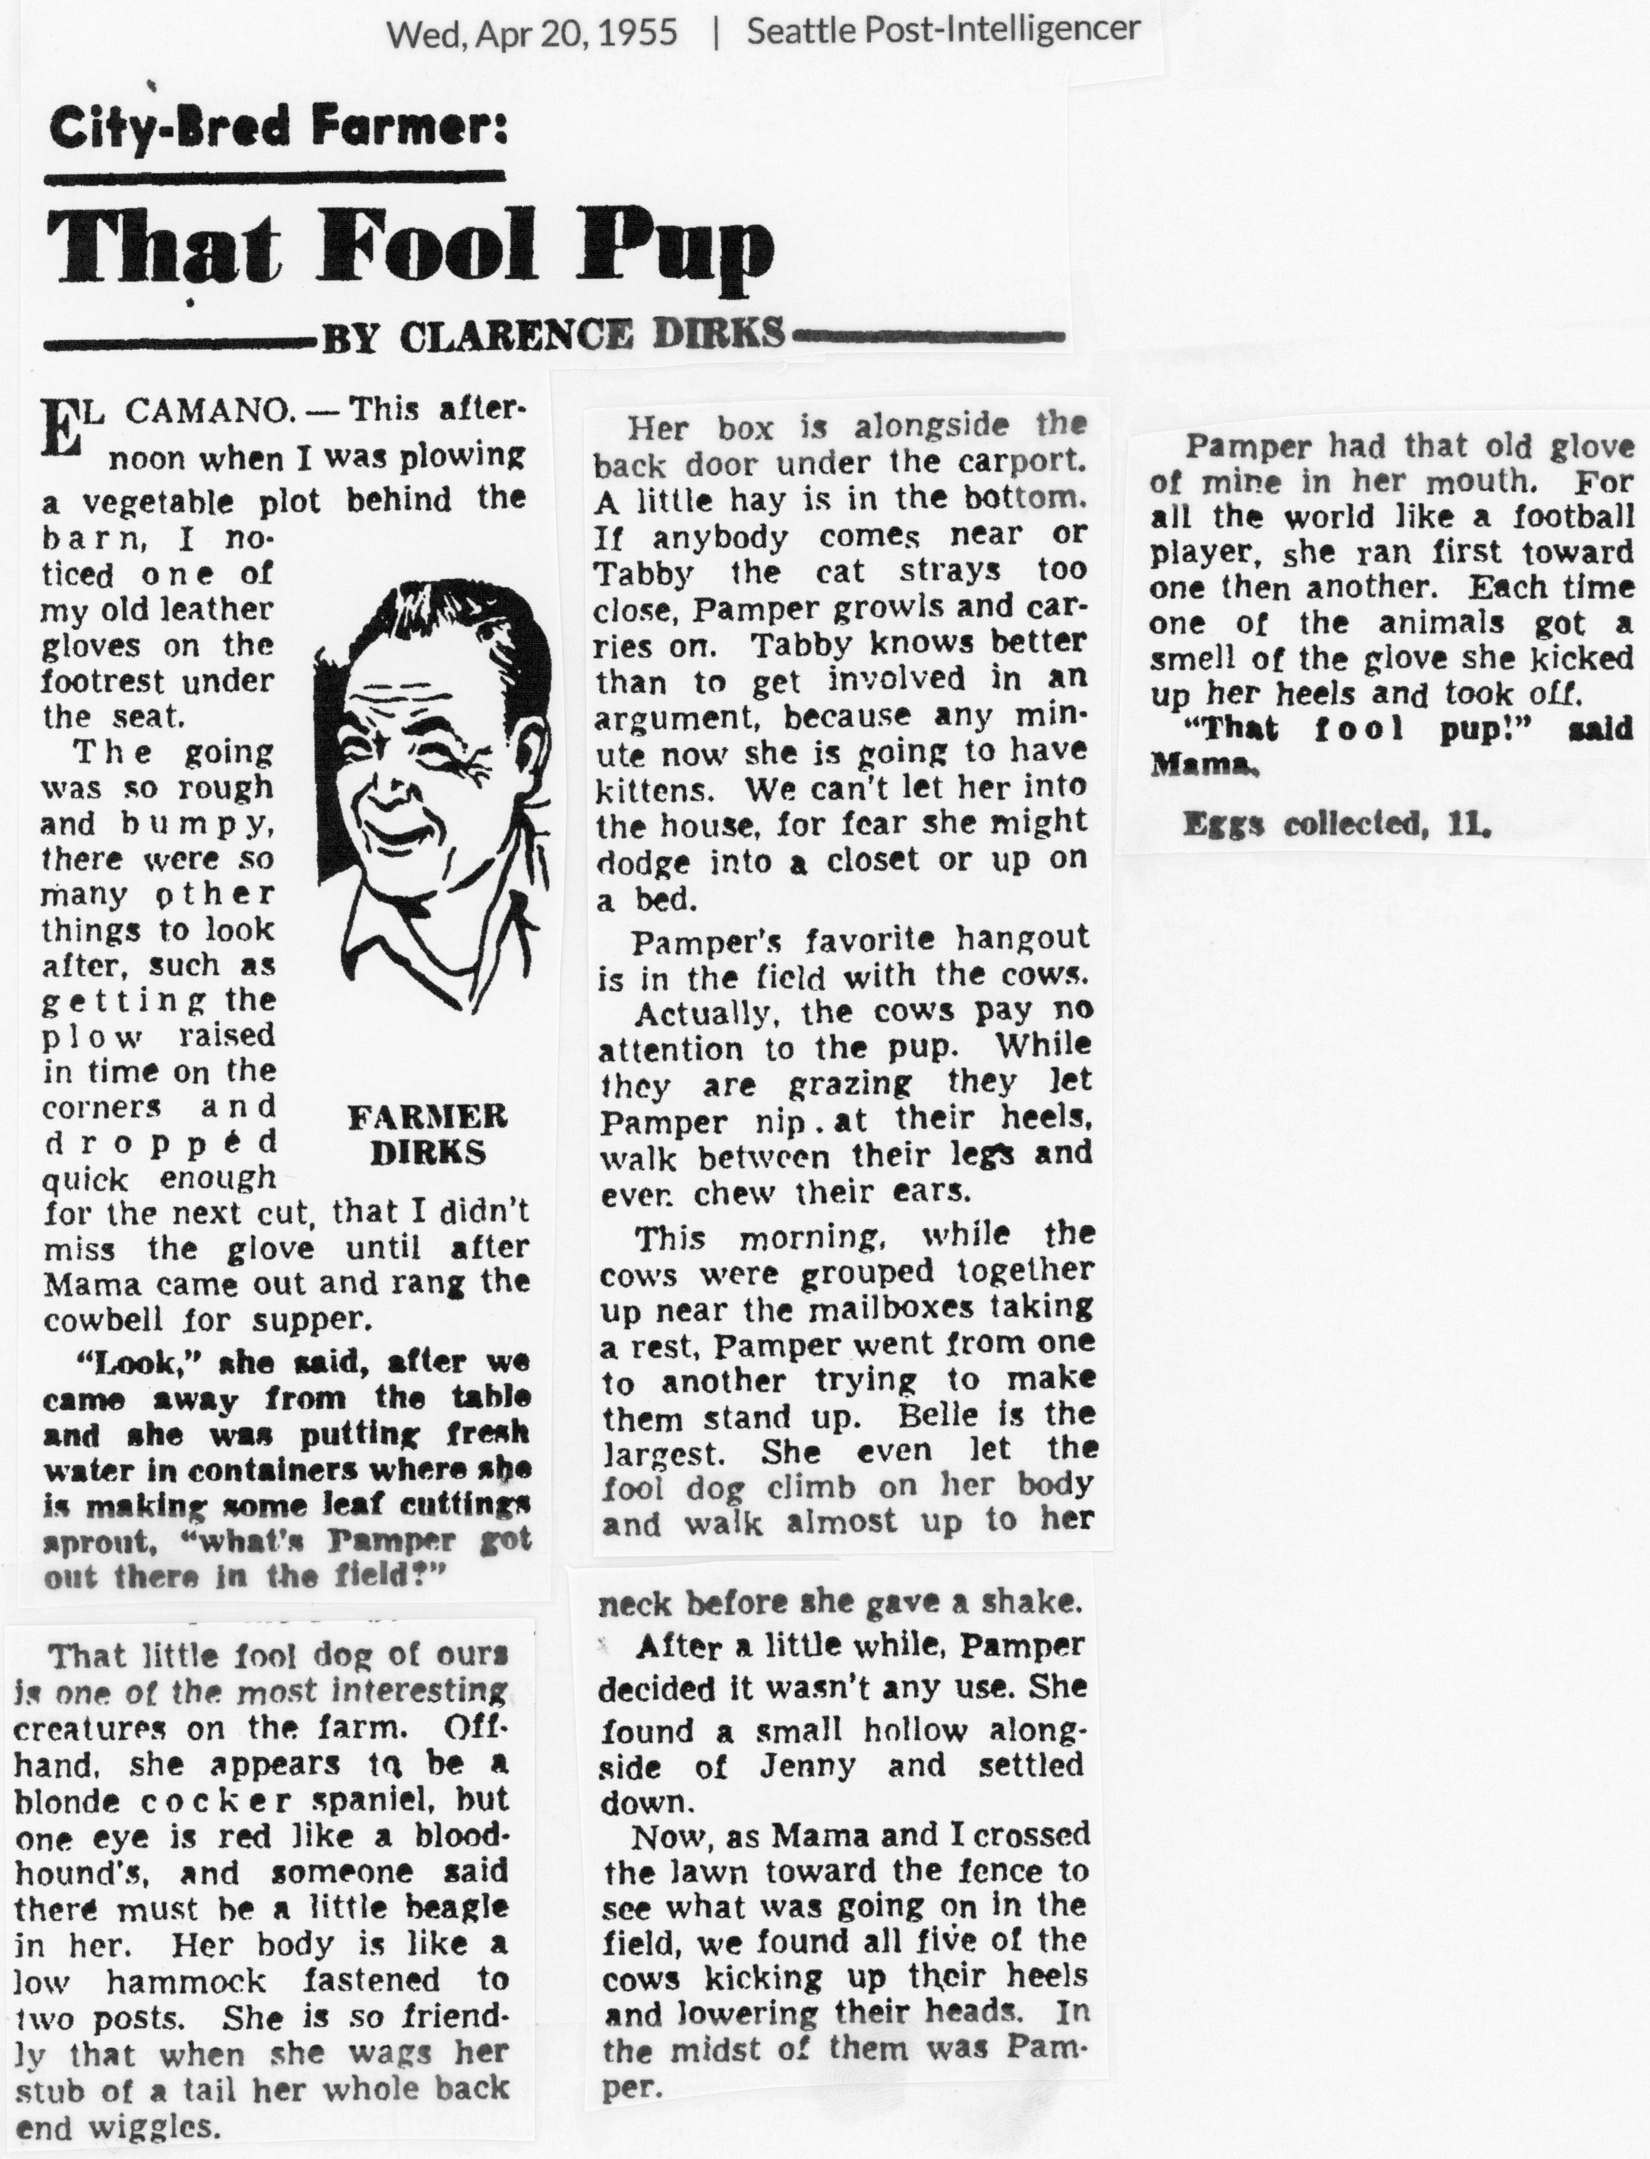 Wed, Apr 20, 1955 | Seattle Post-Intelligencer
City-Bred Farmer:
That Fool Pup
BY CLARENCE DIRKS
EL CAMANO. — This after-
noon when I was plowing
a vegetable plot behind the
barn, I no-
ticed one of
my old leather
gloves on the
footrest under
the seat.
The going
was so rough
and bumpy,
there were so
many other
things to look
after, such as
getting the
plow raised
in time on the
corners and
dropped
quick enough
for the next cut, that I didn't
miss the glove until after
Mama came out and rang the
cowbell for supper.
FARMER
DIRKS
"Look," she said, after we
came away from the table
and she was putting fresh
water in containers where she
is making some leaf cuttings
sprout, "what's Pamper got
out there in the field?"
That little fool dog of ours
is one of the most interesting
creatures on the farm. Off-
hand, she appears to be a
blonde cocker spaniel, but
one eye is red like a blood-
hound's, and someone said
there must be a little beagle
in her. Her body is like a
low hammock fastened to
two posts. She is so friend-
ly that when she wags her
stub of a tail her whole back
end wiggles.
Her box is alongside the
back door under the carport.
A little hay is in the bottom.
If anybody comes near or
Tabby the cat strays too
close, Pamper growls and car-
ries on. Tabby knows better
than to get involved in an
argument, because any min-
ute now she is going to have
kittens. We can't let her into
the house, for fear she might
dodge into a closet or up on
a bed.
Pamper's favorite hangout
is in the field with the cows.
Actually, the cows pay no
attention to the pup. While
they are grazing they let
Pamper nip at their heels,
walk between their legs and
even chew their ears.
This morning, while the
cows were grouped together
up near the mailboxes taking
a rest, Pamper went from one
to another trying to make
them stand up. Belle is the
largest. She even let the
fool dog climb on her body
and walk almost up to her
neck before she gave a shake.
After a little while, Pamper
decided it wasn't any use. She
found a small hollow along-
side of Jenny and settled
down.
Now, as Mama and I crossed
the lawn toward the fence to
see what was going on in the
field, we found all five of the
cows kicking up their heels
and lowering their heads. In
the midst of them was Pam-
per.
Pamper had that old glove
of mine in her mouth. For
all the world like a football
player, she ran first toward
one then another. Each time
one of the animals got a
smell of the glove she kicked
up her heels and took off.
"That fool pup!" said
Mama.
Eggs collected, 11.